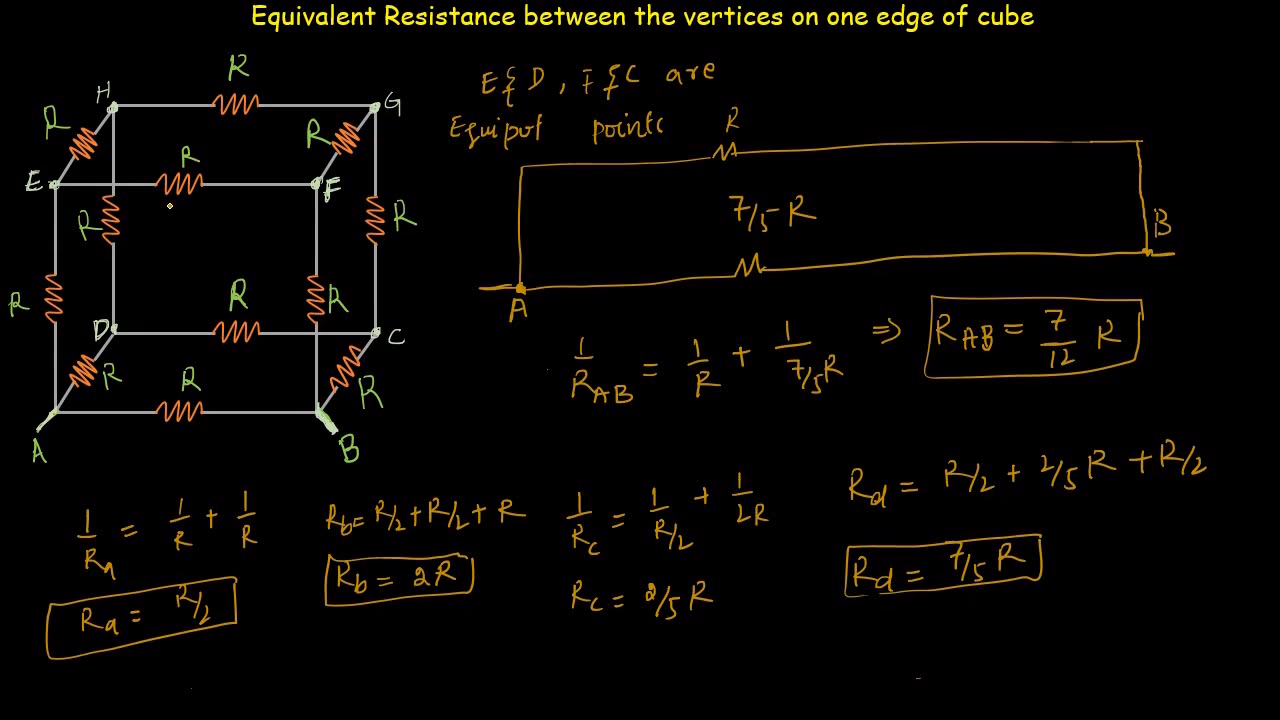 Equivalent Resistance between the vertices on one edge of cube
E & D, F & C are
Equipot points
H
R
G
R
R
R
E
F
R
R
R
R
R
D
R
C
R
R
R
A
B
R
7/5 R
A
B
1/R_AB = 1/R + 1/(7/5 R) ⇒ R_AB = 7/12 R
1/Ra = 1/R + 1/R
Ra = R/2
Rb = R/2 + R/2 + R
Rb = 2R
1/Rc = 1/(R/2) + 1/2R
Rc = 2/5 R
Rd = R/2 + 2/5 R + R/2
Rd = 7/5 R